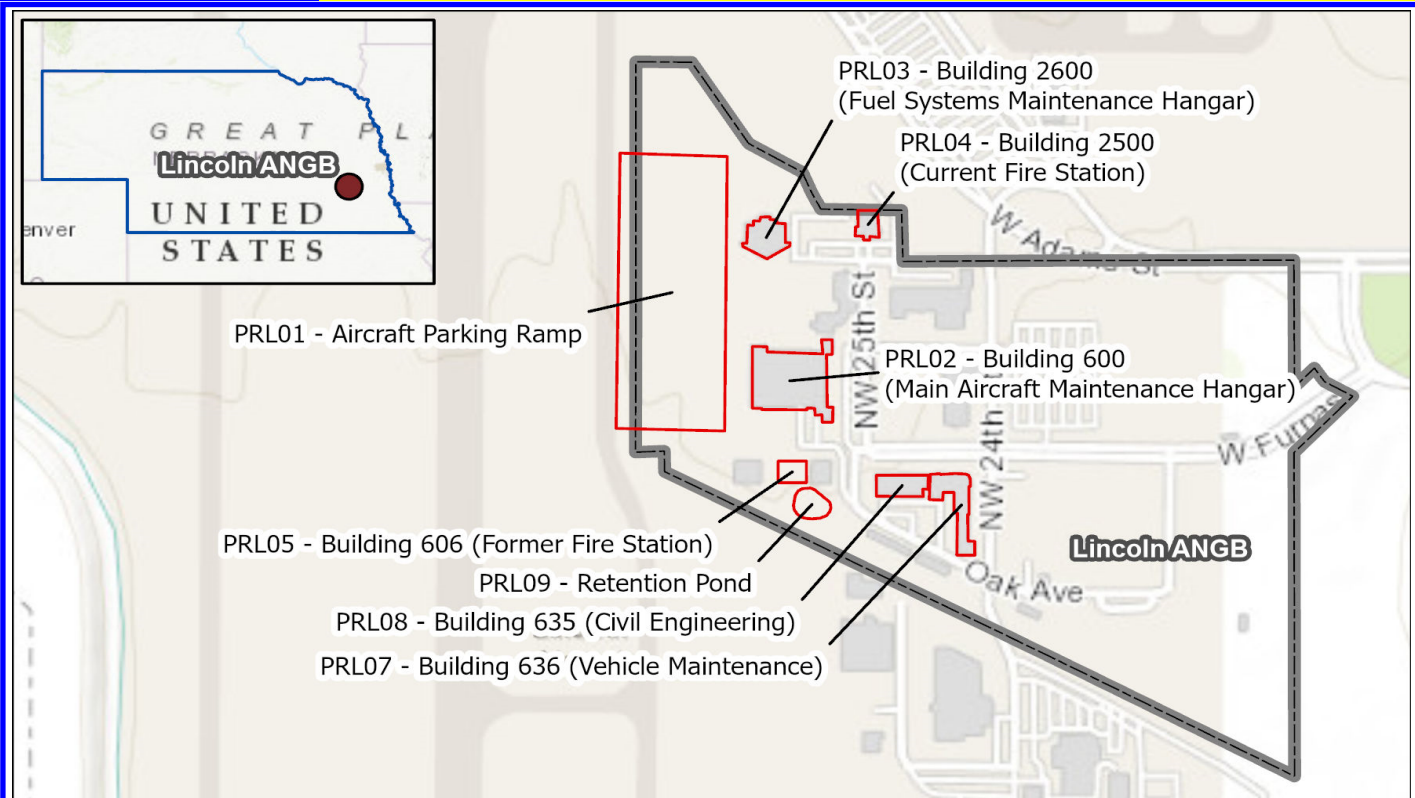 GREAT PL
Lincoln ANGB
UNITED
STATES
enver
PRL03 - Building 2600
(Fuel Systems Maintenance Hangar)
PRL04 - Building 2500
(Current Fire Station)
W Adams St
PRL01 - Aircraft Parking Ramp
NW 25th St
PRL02 - Building 600
(Main Aircraft Maintenance Hangar)
NW 24th
W Furnas
PRL05 - Building 606 (Former Fire Station)
PRL09 - Retention Pond
PRL08 - Building 635 (Civil Engineering)
PRL07 - Building 636 (Vehicle Maintenance)
Oak Ave
Lincoln ANGB